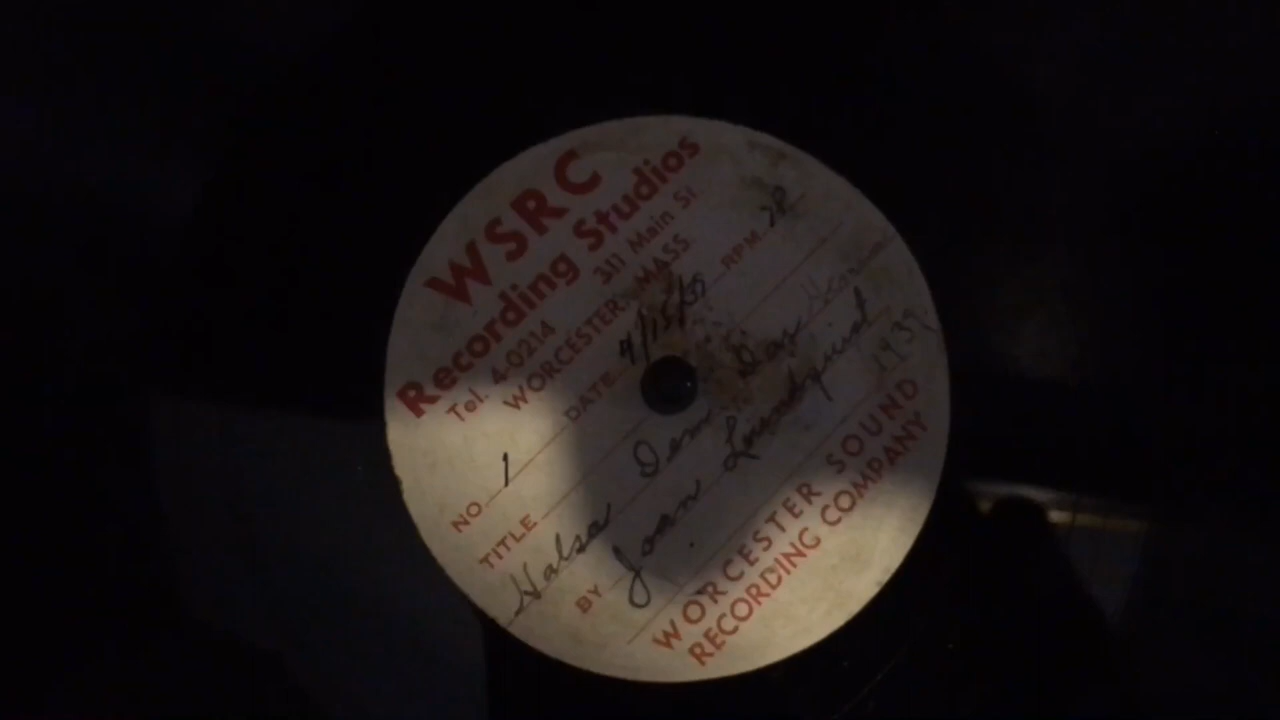 WSRC
Recording Studios
Tel. 4-0214 311 Main St
WORCESTER, MASS
NO. 1 DATE 4/15/39 RPM 78
TITLE
Halsa Dem Där Hem
BY Joan Lundquist
1939
WORCESTER SOUND
RECORDING COMPANY